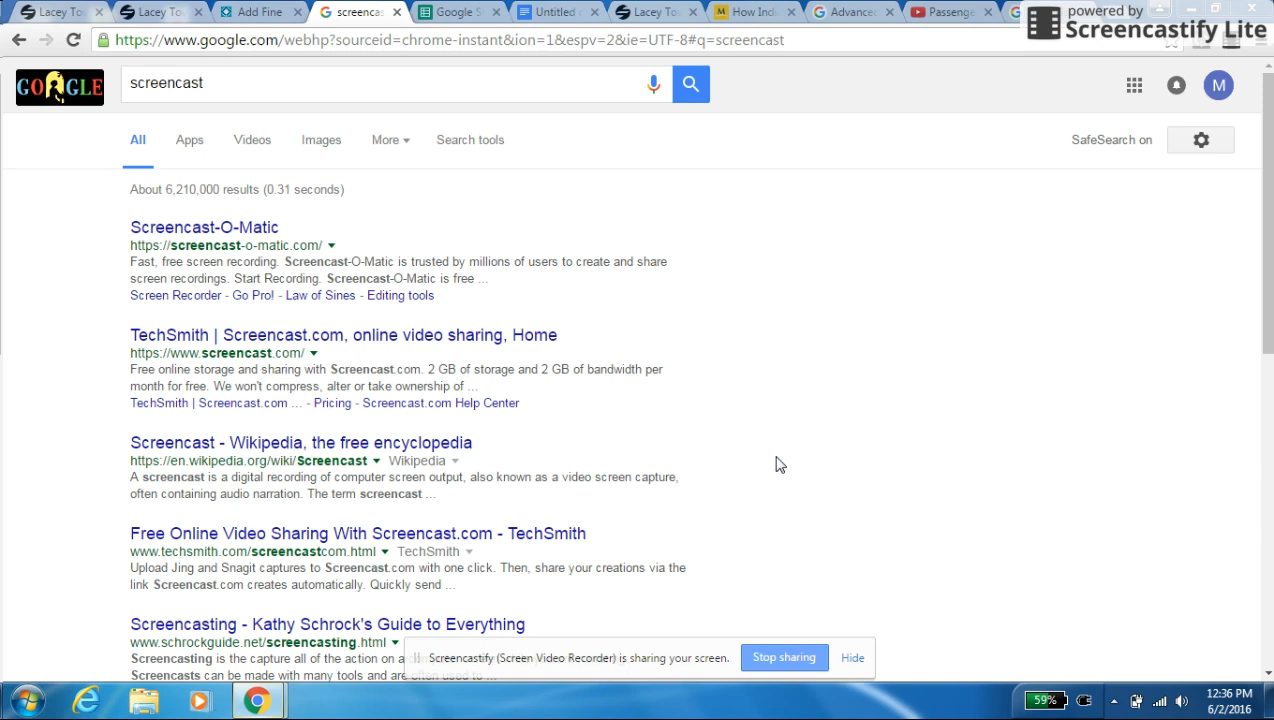 Lacey To
Lacey To
Add Fine
screencas
Google S
Untitled
Lacey To
How Ind
Advanced
Passenge
powered by
Screencastify Lite
https://www.google.com/webhp?sourceid=chrome-instant&ion=1&espv=2&ie=UTF-8#q=screencast
GOOGLE
screencast
M
All
Apps
Videos
Images
More
Search tools
SafeSearch on
About 6,210,000 results (0.31 seconds)
Screencast-O-Matic
https://screencast-o-matic.com/
Fast, free screen recording. Screencast-O-Matic is trusted by millions of users to create and share
screen recordings. Start Recording. Screencast-O-Matic is free ...
Screen Recorder - Go Pro! - Law of Sines - Editing tools
TechSmith | Screencast.com, online video sharing, Home
https://www.screencast.com/
Free online storage and sharing with Screencast.com. 2 GB of storage and 2 GB of bandwidth per
month for free. We won't compress, alter or take ownership of ...
TechSmith | Screencast.com ... - Pricing - Screencast.com Help Center
Screencast - Wikipedia, the free encyclopedia
https://en.wikipedia.org/wiki/Screencast Wikipedia
A screencast is a digital recording of computer screen output, also known as a video screen capture,
often containing audio narration. The term screencast ...
Free Online Video Sharing With Screencast.com - TechSmith
www.techsmith.com/screencastcom.html TechSmith
Upload Jing and Snagit captures to Screencast.com with one click. Then, share your creations via the
link Screencast.com creates automatically. Quickly send ...
Screencasting - Kathy Schrock's Guide to Everything
www.schrockguide.net/screencasting.html
Screencasting is the capture all of the action on a
Screencastify (Screen Video Recorder) is sharing your screen.
Stop sharing
Hide
Screencasts can be made with many tools and are often used to ...
59%
12:36 PM
6/2/2016